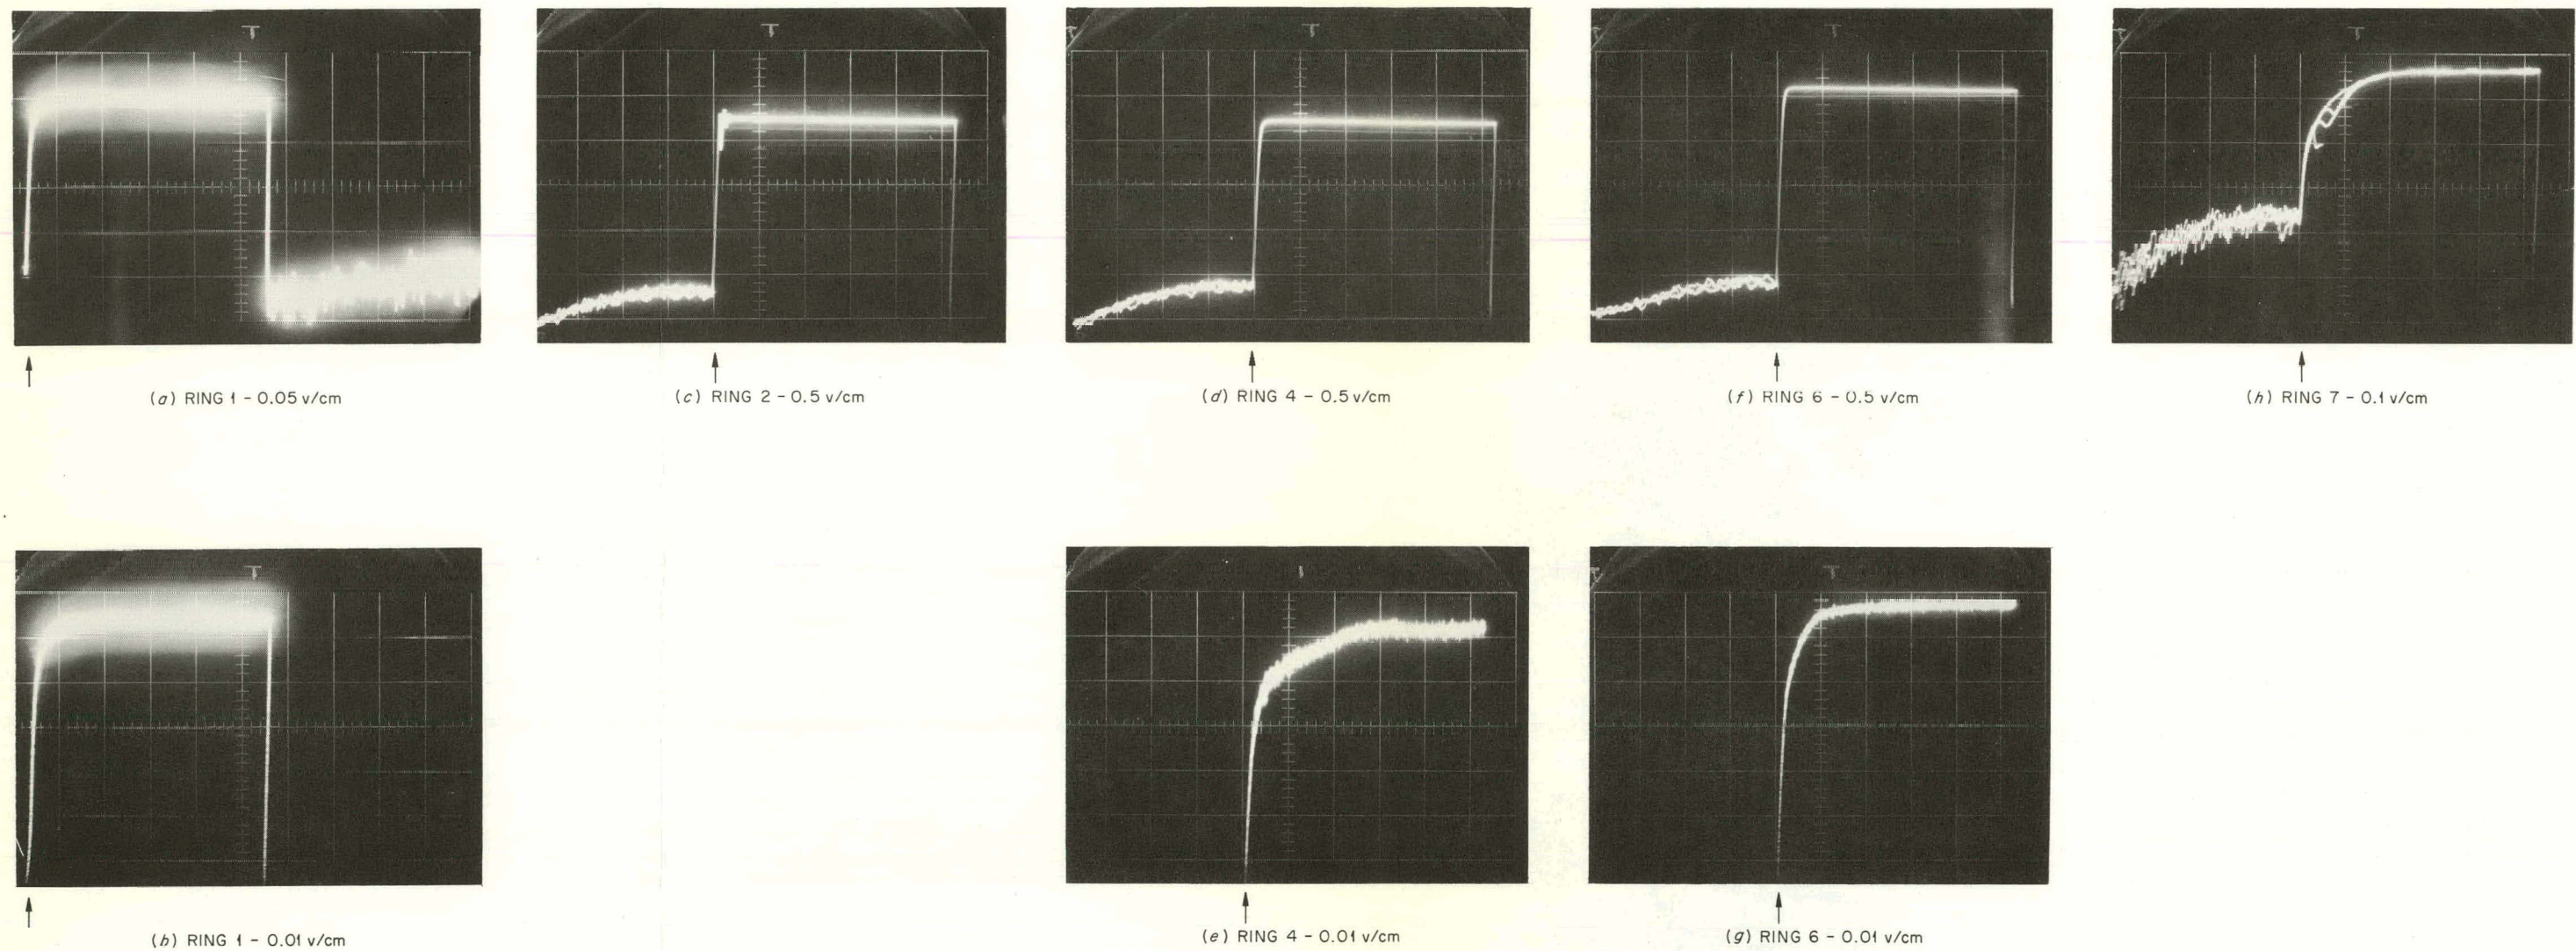 (a) RING 1 - 0.05 v/cm
(c) RING 2 - 0.5 v/cm
(d) RING 4 - 0.5 v/cm
(f) RING 6 - 0.5 v/cm
(h) RING 7 - 0.1 v/cm
(b) RING 1 - 0.01 v/cm
(e) RING 4 - 0.01 v/cm
(g) RING 6 - 0.01 v/cm